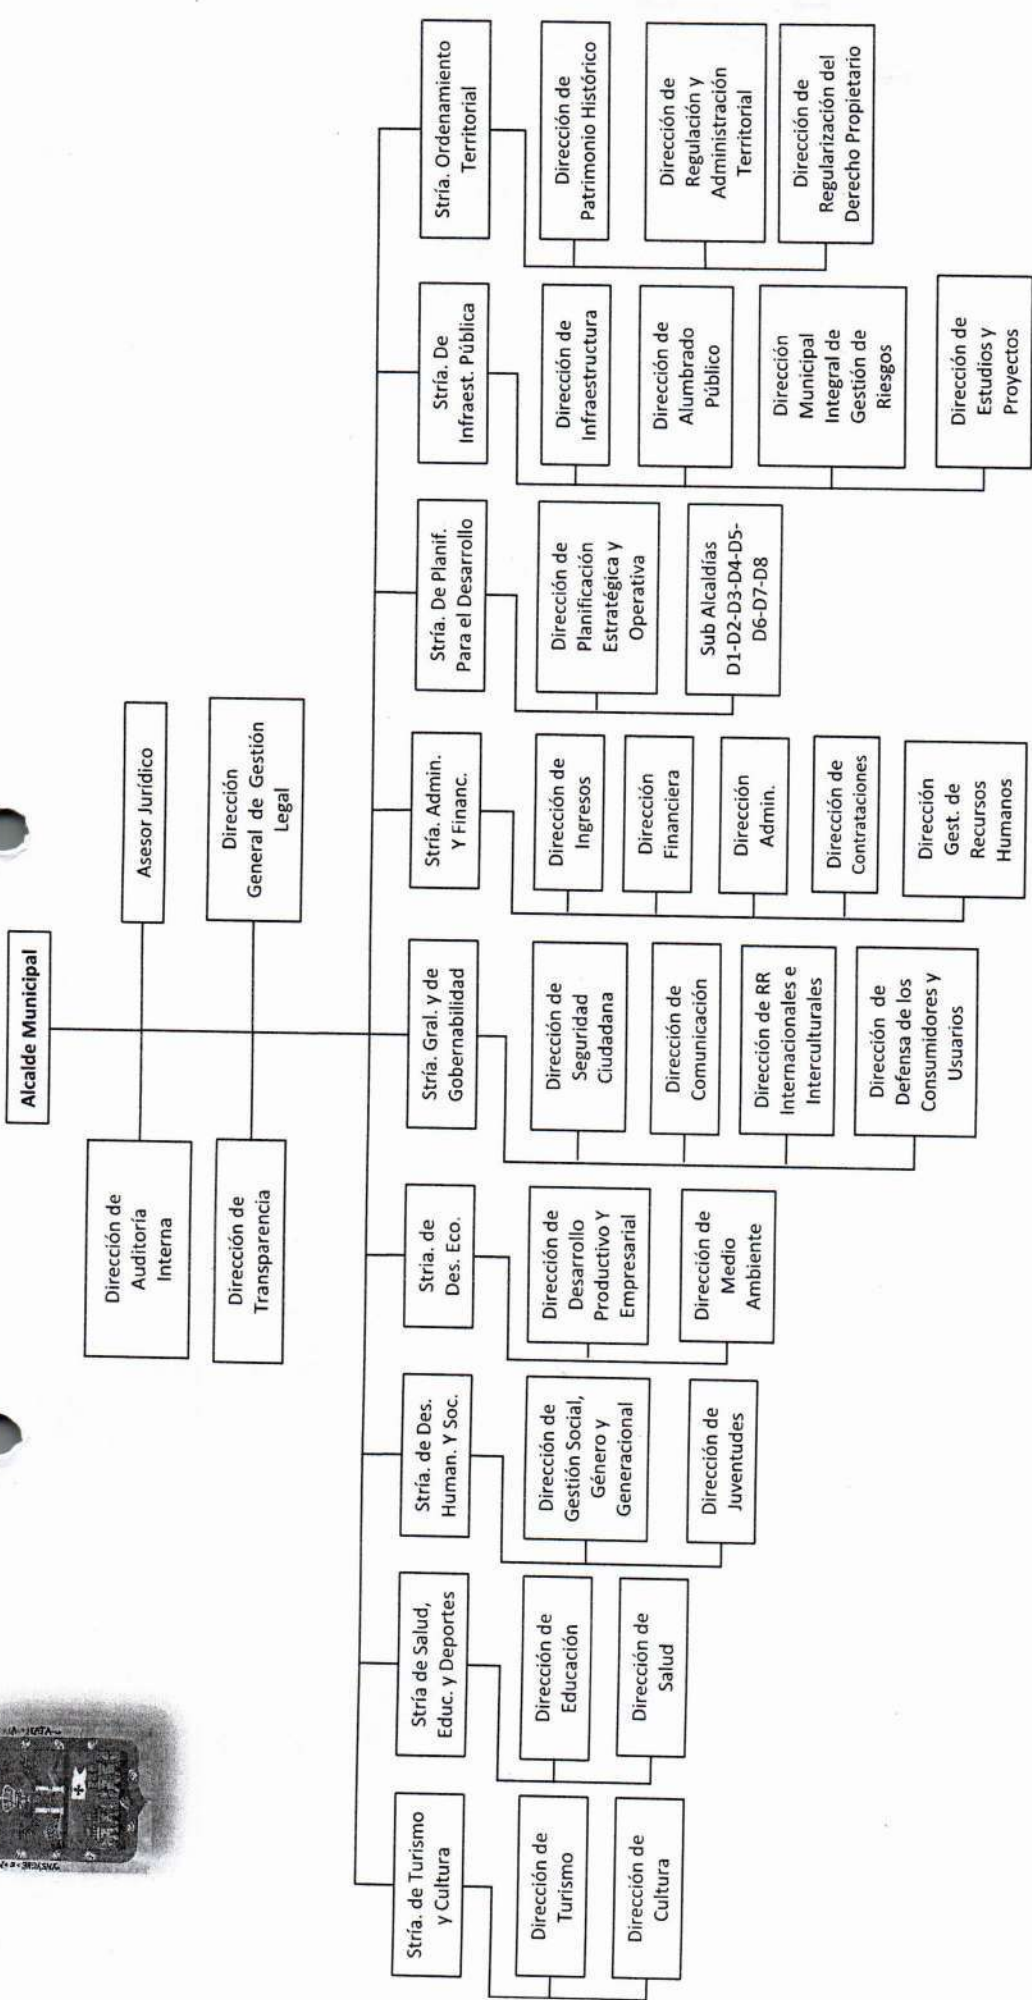 Alcalde Municipal
Dirección de
Auditoría
Interna
Asesor Jurídico
Dirección de
Transparencia
Dirección
General de Gestión
Legal
Stría. de Turismo
y Cultura
Dirección de
Turismo
Dirección de
Cultura
Stría de Salud,
Educ. y Deportes
Dirección de
Educación
Dirección de
Salud
Stría. de Des.
Human. Y Soc.
Dirección de
Gestión Social,
Género y
Generacional
Dirección de
Juventudes
Stria. de
Des. Eco.
Dirección de
Desarrollo
Productivo Y
Empresarial
Dirección de
Medio
Ambiente
Stría. Gral. y de
Gobernabilidad
Dirección de
Seguridad
Ciudadana
Dirección de
Comunicación
Dirección de RR
Internacionales e
Interculturales
Dirección de
Defensa de los
Consumidores y
Usuarios
Stría. Admin.
Y Financ.
Dirección de
Ingresos
Dirección
Financiera
Dirección
Admin.
Dirección de
Contrataciones
Dirección
Gest. de
Recursos
Humanos
Stría. De Planif.
Para el Desarrollo
Dirección de
Planificación
Estratégica y
Operativa
Sub Alcaldías
D1-D2-D3-D4-D5-
D6-D7-D8
Stría. De
Infraest. Pública
Dirección de
Infraestructura
Dirección de
Alumbrado
Público
Dirección
Municipal
Integral de
Gestión de
Riesgos
Dirección de
Estudios y
Proyectos
Stría. Ordenamiento
Territorial
Dirección de
Patrimonio Histórico
Dirección de
Regulación y
Administración
Territorial
Dirección de
Regularización del
Derecho Propietario